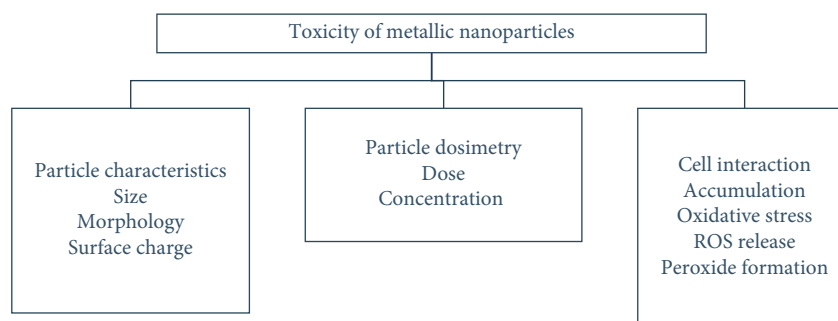 Toxicity of metallic nanoparticles
Particle characteristics
Size
Morphology
Surface charge
Particle dosimetry
Dose
Concentration
Cell interaction
Accumulation
Oxidative stress
ROS release
Peroxide formation